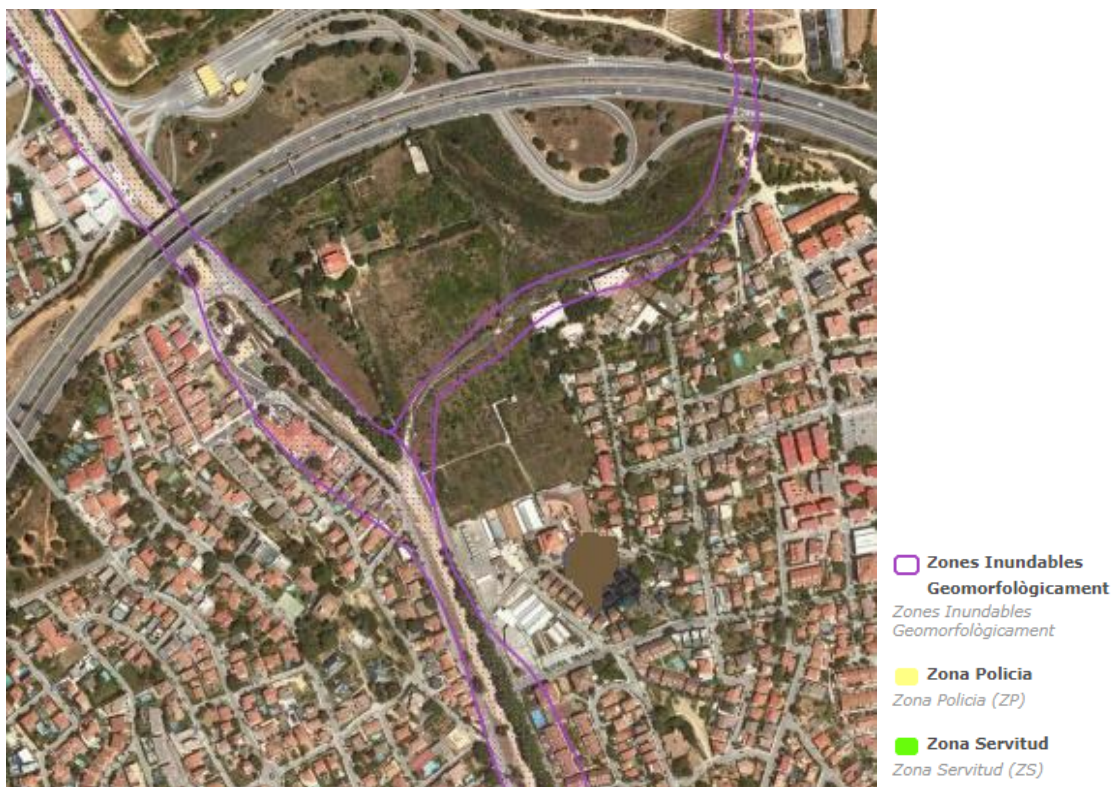 Zones Inundables
Geomorfològicament
Zones Inundables
Geomorfològicament
Zona Policia
Zona Policia (ZP)
Zona Servitud
Zona Servitud (ZS)